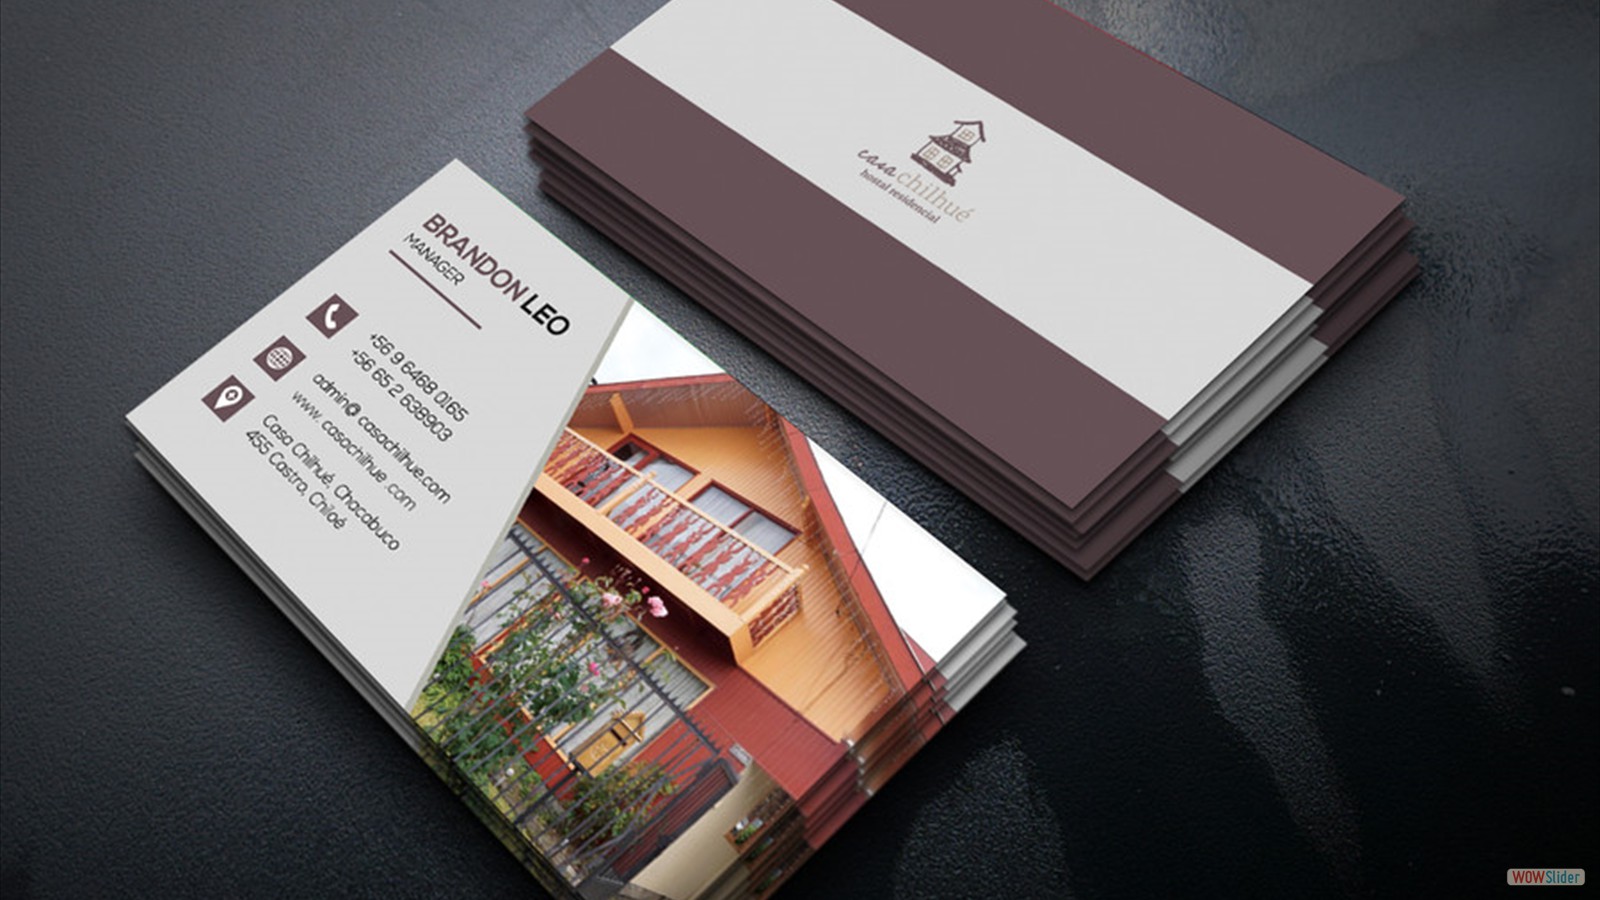 BRANDON LEO
MANAGER
+56 9 6468 0165
+56 65 2 638903
admin@ casachilhue.com
www. casachilhue .com
Casa Chilhué, Chacabuco
455 Castro, Chiloé
casa chilhué
hostal residencial
WOWSlider